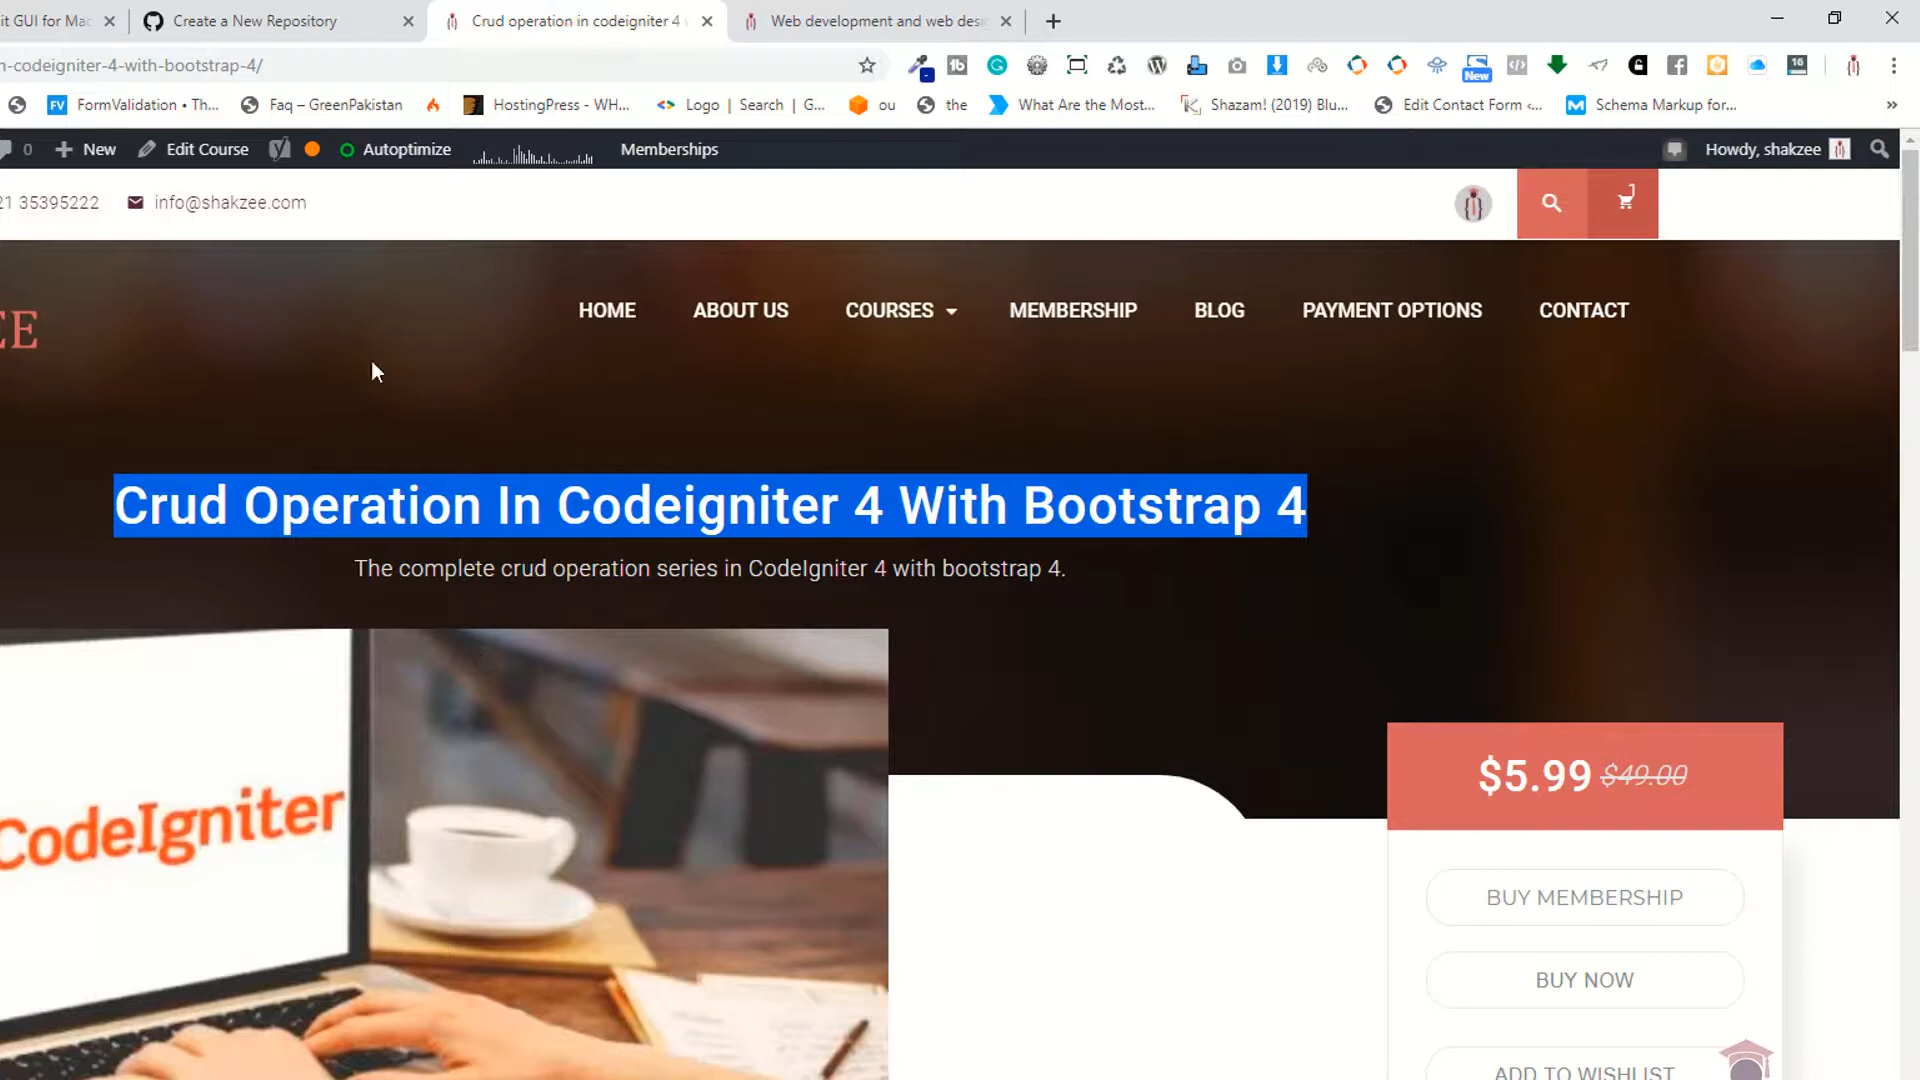 it GUI for Mac
Create a New Repository
Crud operation in codeigniter 4
Web development and web desi
n-codeigniter-4-with-bootstrap-4/
New
16
FV FormValidation • Th...
Faq – GreenPakistan
HostingPress - WH...
Logo | Search | G...
ou
the
What Are the Most...
Shazam! (2019) Blu...
Edit Contact Form ‹...
Schema Markup for...
»
0
New
Edit Course
Autoptimize
Memberships
Howdy, shakzee
21 35395222
info@shakzee.com
1
EE
HOME
ABOUT US
COURSES
MEMBERSHIP
BLOG
PAYMENT OPTIONS
CONTACT
Crud Operation In Codeigniter 4 With Bootstrap 4
The complete crud operation series in CodeIgniter 4 with bootstrap 4.
CodeIgniter
$5.99 $49.00
BUY MEMBERSHIP
BUY NOW
ADD TO WISHLIST